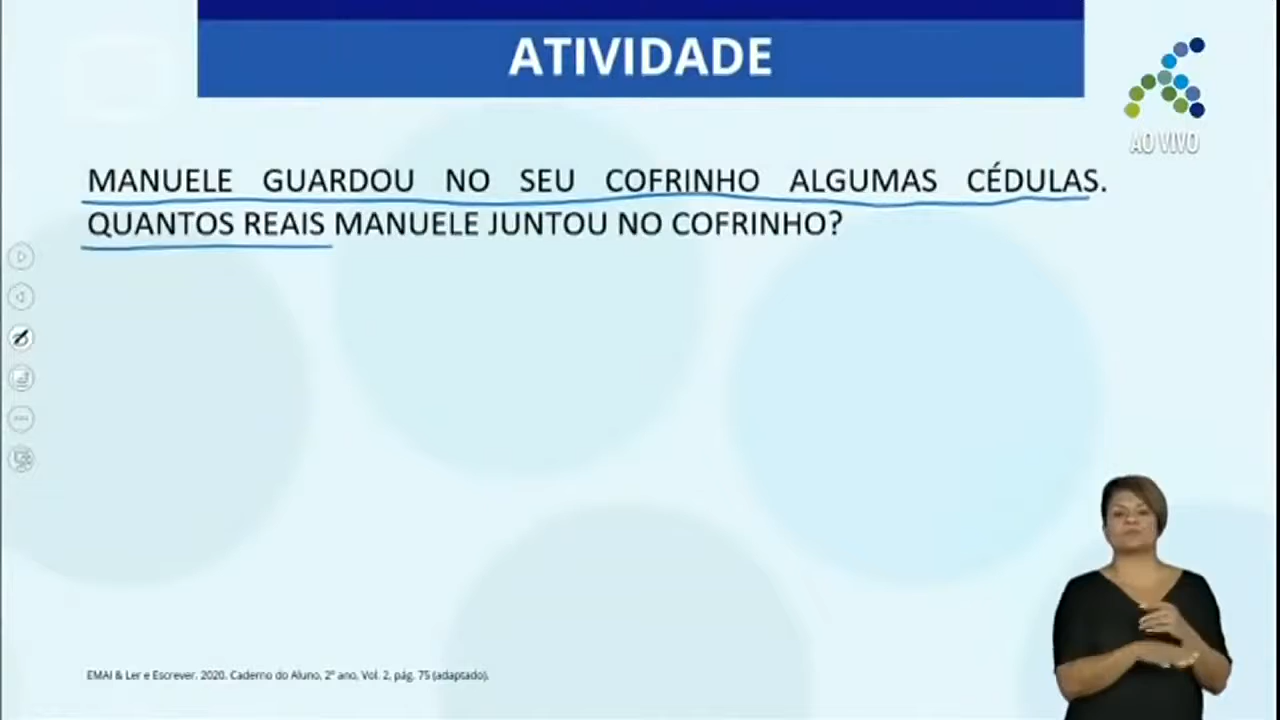 ATIVIDADE
AO VIVO
MANUELE GUARDOU NO SEU COFRINHO ALGUMAS CÉDULAS.
QUANTOS REAIS MANUELE JUNTOU NO COFRINHO?
EMAI & Ler e Escrever. 2020. Caderno do Aluno, 2º ano, Vol. 2, pág. 75 (adaptado).